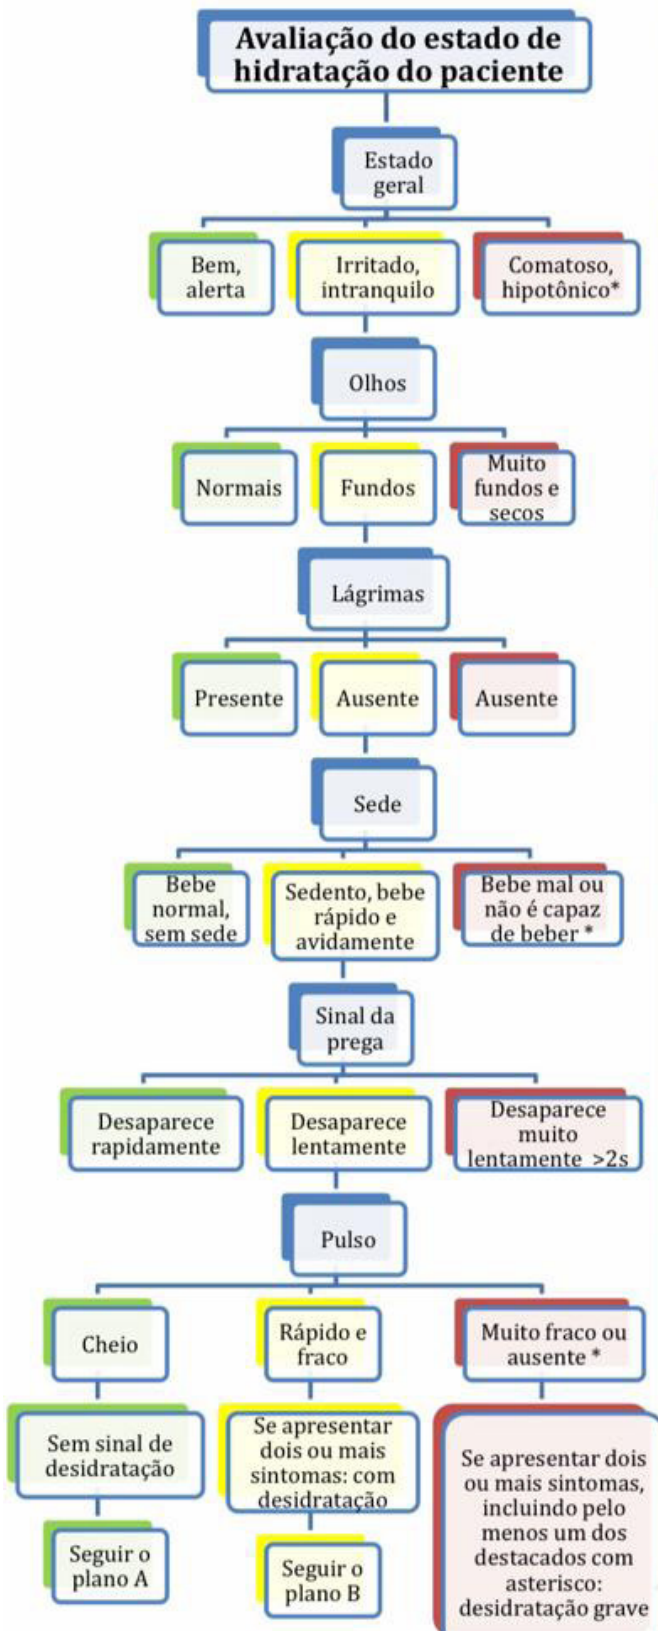 Avaliação do estado de
hidratação do paciente
Estado
geral
Bem,
alerta
Irritado,
intranquilo
Comatoso,
hipotônico*
Olhos
Normais
Fundos
Muito
fundos e
secos
Lágrimas
Presente
Ausente
Ausente
Sede
Bebe
normal,
sem sede
Sedento, bebe
rápido e
avidamente
Bebe mal ou
não é capaz
de beber *
Sinal da
prega
Desaparece
rapidamente
Desaparece
lentamente
Desaparece
muito
lentamente >2s
Pulso
Cheio
Rápido e
fraco
Muito fraco ou
ausente *
Sem sinal de
desidratação
Se apresentar
dois ou mais
sintomas: com
desidratação
Se apresentar dois
ou mais sintomas,
incluindo pelo
menos um dos
destacados com
asterisco:
desidratação grave
Seguir o
plano A
Seguir o
plano B